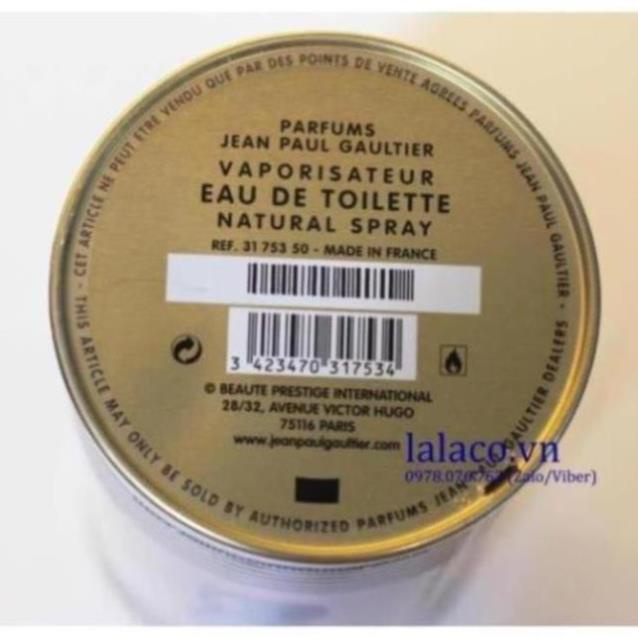 CET ARTICLE NE PEUT ETRE VENDU QUE PAR DES POINTS DE VENTE AGREES PARFUMS JEAN PAUL GAULTIER -
THIS ARTICLE MAY ONLY BE SOLD BY AUTHORIZED PARFUMS JEAN PAUL GAULTIER DEALERS -
PARFUMS
JEAN PAUL GAULTIER
VAPORISATEUR
EAU DE TOILETTE
NATURAL SPRAY
REF. 31 753 50 - MADE IN FRANCE
3 423470 317534
© BEAUTE PRESTIGE INTERNATIONAL
28/32, AVENUE VICTOR HUGO
75116 PARIS
www.jeanpaulgaultier.com
lalaco.vn
(Zalo/Viber)